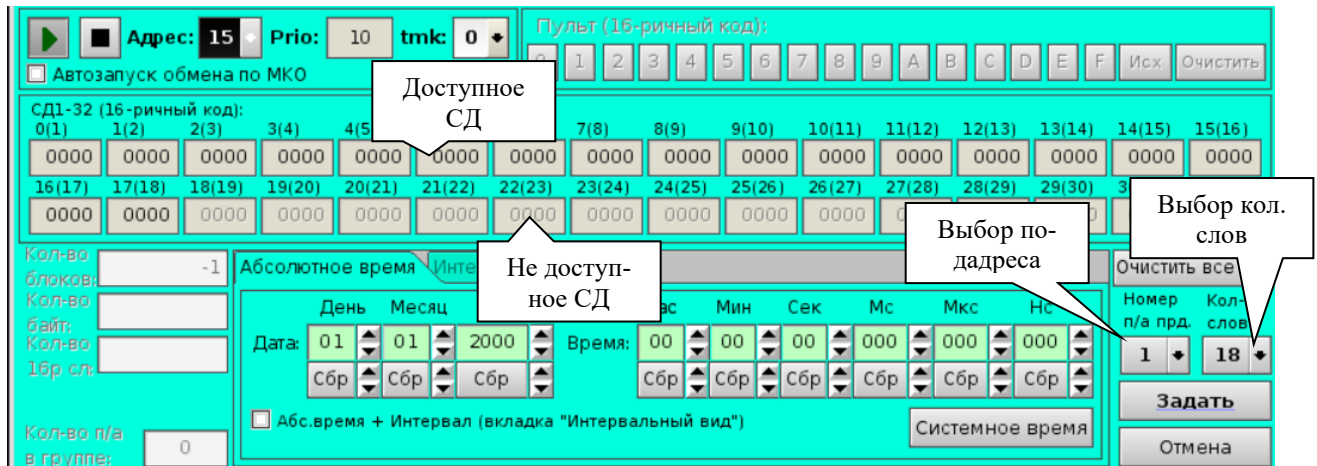 Пульт (16-ричный код):
Адрес: 15 Prio: 10 tmk: 0
1 2 3 4 5 6 7 8 9 A B C D E F Исх Очистить
Автозапуск обмена по МКО
Доступное
СД
СД1-32 (16-ричный код):
0(1) 1(2) 2(3) 3(4) 7(8) 8(9) 9(10) 10(11) 11(12) 12(13) 13(14) 14(15) 15(16)
0000 0000 0000 0000 0000 0000 0000 0000 0000 0000 0000 0000 0000 0000 0000 0000
16(17) 17(18) 18(19) 19(20) 20(21) 21(22) 22(23) 23(24) 24(25) 25(26) 26(27) 27(28) 28(29) 29(30)
0000 0000 0000 0000 0000 0000 0000 0000 0000 0000 0000
Выбор по-
дадреса
Выбор кол.
слов
Не доступ-
ное СД
Кол-во
блоков: -1
Кол-во
байт:
Кол-во
16р сл:
Кол-во п/а
в группе: 0
Абсолютное время
День Месяц Мин Сек Мс Мкс Нс
Дата: 01 01 2000 Время: 00 00 00 000 000 000
Сбр Сбр Сбр Сбр Сбр Сбр Сбр Сбр Сбр
Абс.время + Интервал (вкладка "Интервальный вид")
Системное время
Очистить все
Номер Кол-
п/а прд. слов
1 18
Задать
Отмена